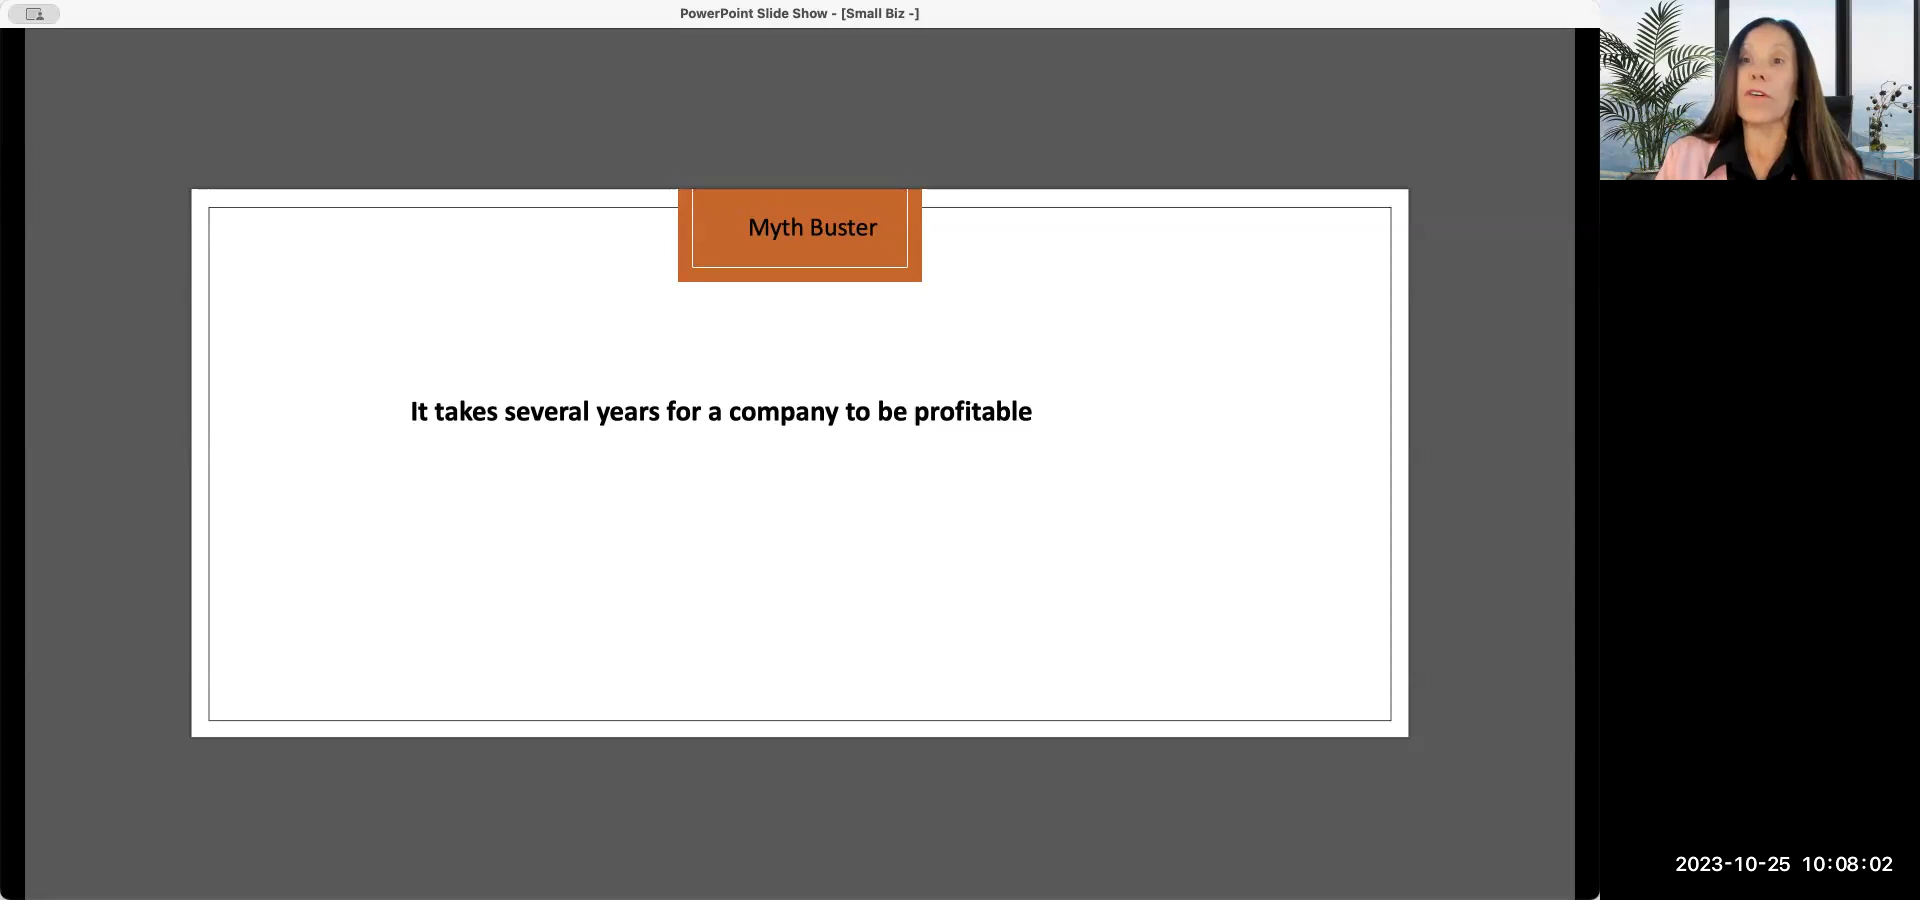 PowerPoint Slide Show - [Small Biz -]
Myth Buster
It takes several years for a company to be profitable
2023-10-25 10:08:02